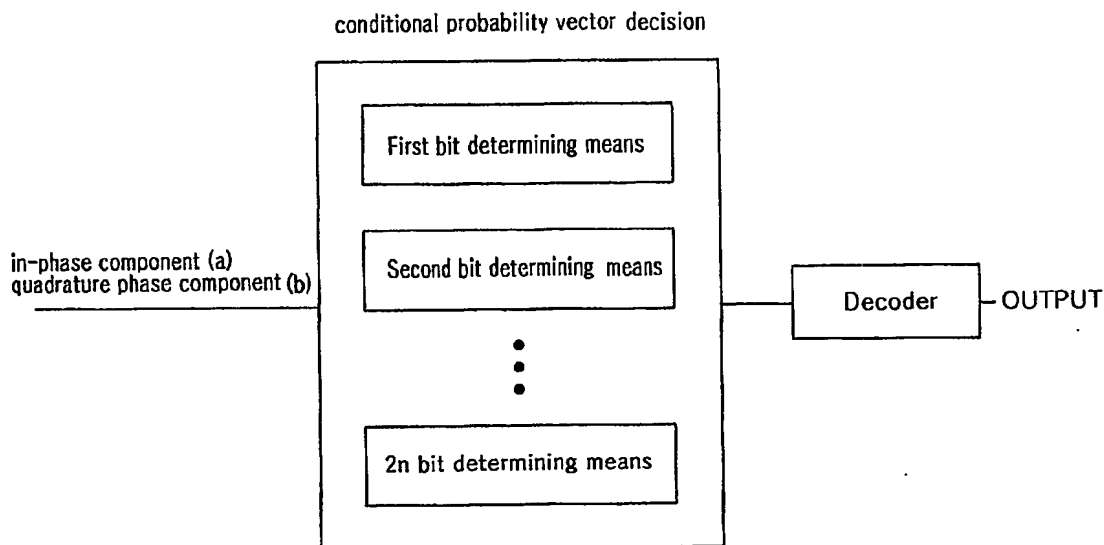 conditional probability vector decision
First bit determining means
in-phase component (a)
quadrature phase component (b)
Second bit determining means
Decoder
OUTPUT
2n bit determining means